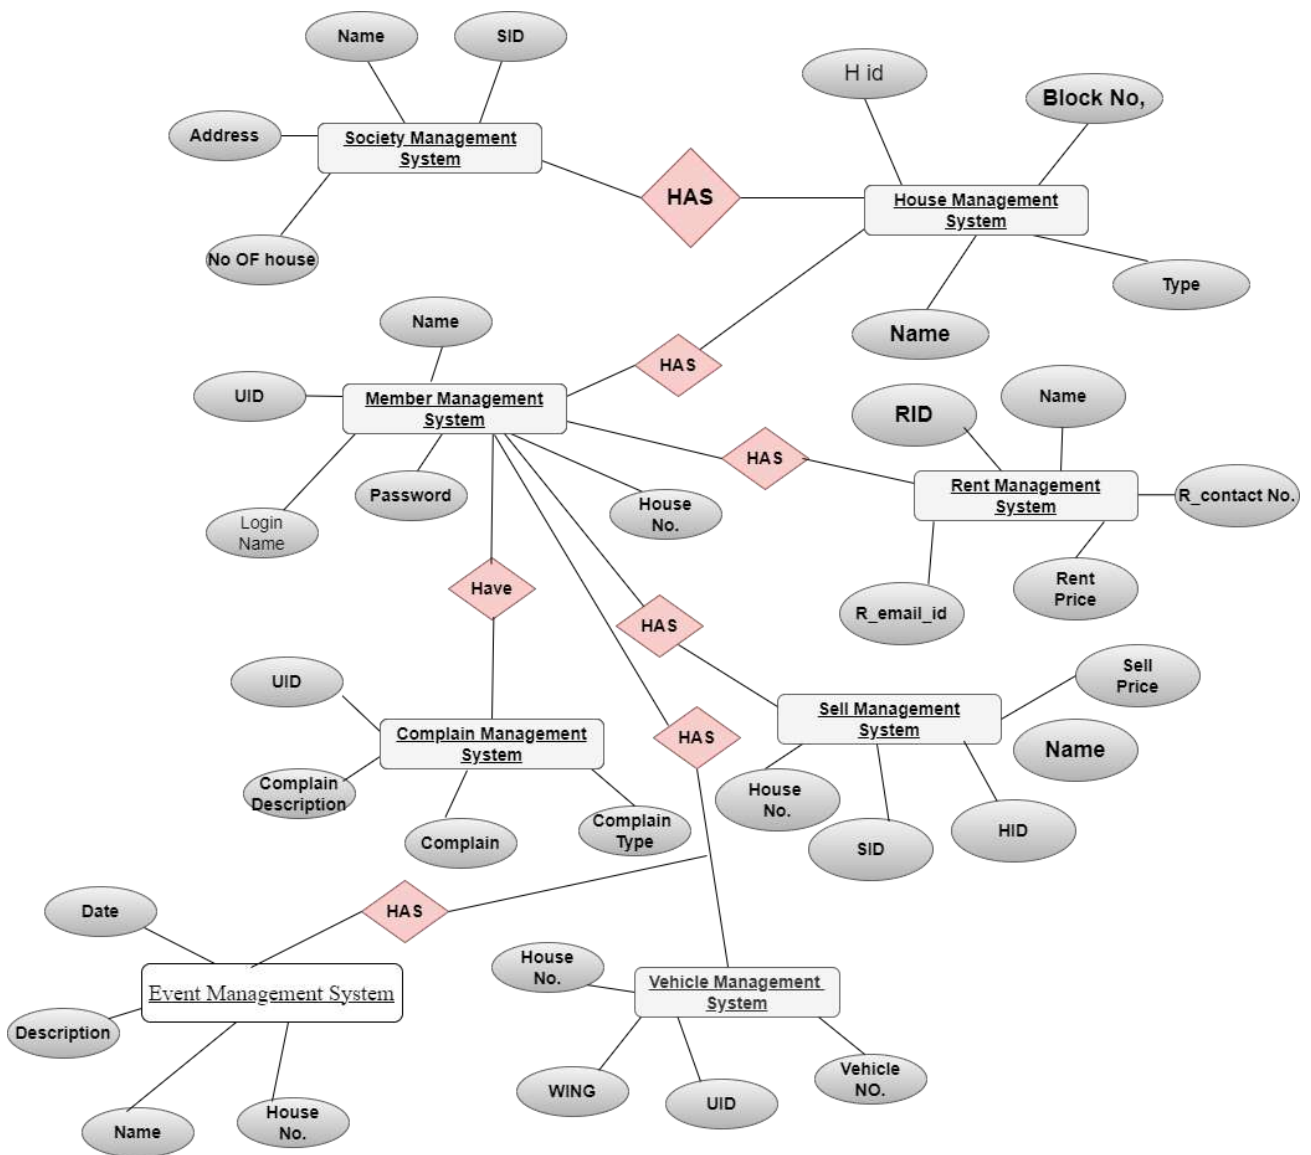 Name
SID
H id
Block No,
Address
Society Management
System
HAS
House Management
System
No OF house
Type
Name
Name
HAS
UID
Member Management
System
RID
Name
HAS
Password
House
No.
Login
Name
Rent Management
System
R_contact No.
Have
Rent
Price
R_email_id
HAS
UID
Sell
Price
Sell Management
System
Name
Complain Management
System
HAS
Complain
Description
House
No.
Complain
Type
Complain
SID
HID
Date
HAS
Event Management System
House
No.
Vehicle Management
System
Description
WING
UID
Vehicle
NO.
Name
House
No.